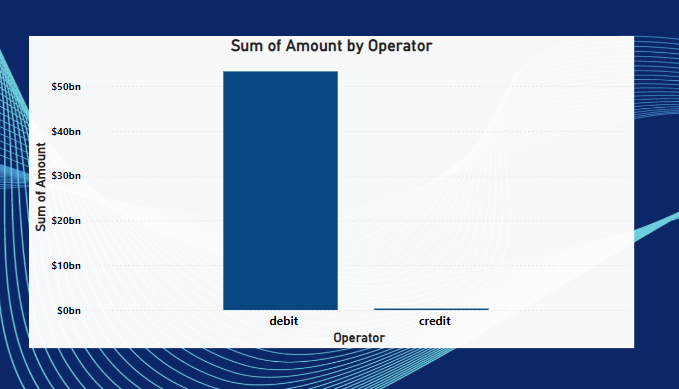 Sum of Amount by Operator
Sum of Amount
$50bn
$40bn
$30bn
$20bn
$10bn
$0bn
debit
credit
Operator